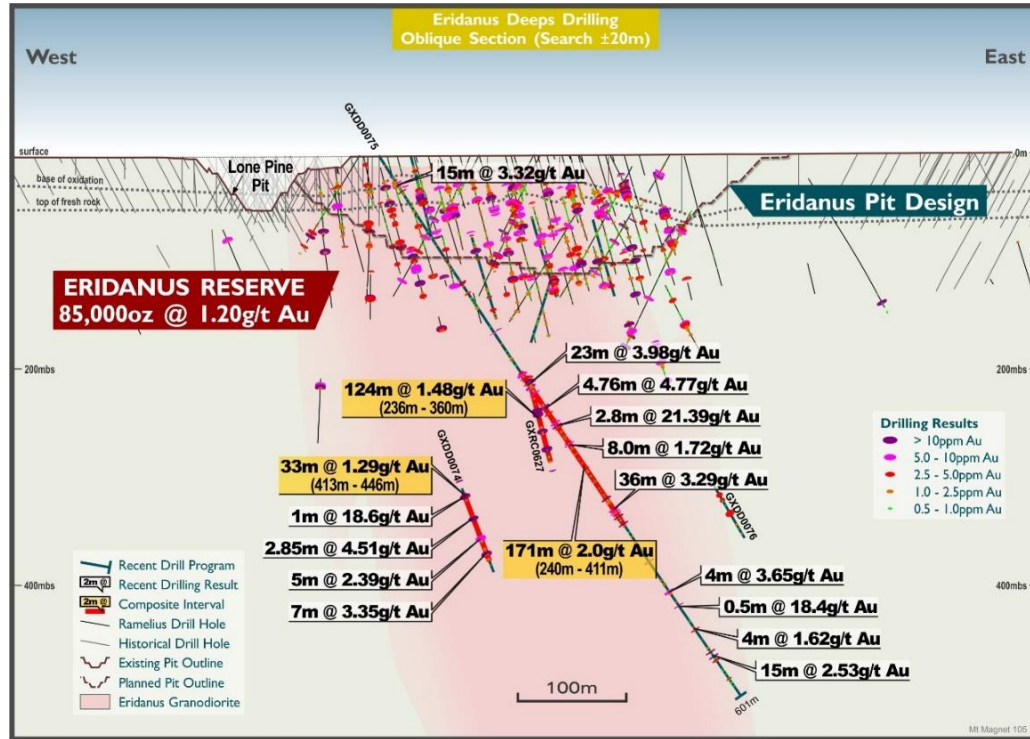 Eridanus Deeps Drilling
Oblique Section (Search ±20m)
West
East
GXDD0075
surface
0m
Lone Pine
Pit
15m @ 3.32g/t Au
base of oxidation
top of fresh rock
Eridanus Pit Design
ERIDANUS RESERVE
85,000oz @ 1.20g/t Au
200mbs
200mbs
23m @ 3.98g/t Au
124m @ 1.48g/t Au
(236m - 360m)
4.76m @ 4.77g/t Au
2.8m @ 21.39g/t Au
8.0m @ 1.72g/t Au
GXRC0627
GXDD0074
33m @ 1.29g/t Au
(413m - 446m)
36m @ 3.29g/t Au
GXDD0076
1m @ 18.6g/t Au
2.85m @ 4.51g/t Au
171m @ 2.0g/t Au
(240m - 411m)
5m @ 2.39g/t Au
7m @ 3.35g/t Au
400mbs
400mbs
4m @ 3.65g/t Au
0.5m @ 18.4g/t Au
4m @ 1.62g/t Au
15m @ 2.53g/t Au
601m
100m
Drilling Results
> 10ppm Au
5.0 - 10ppm Au
2.5 - 5.0ppm Au
1.0 - 2.5ppm Au
0.5 - 1.0ppm Au
Recent Drill Program
2m @ Recent Drilling Result
2m @ Composite Interval
Ramelius Drill Hole
Historical Drill Hole
Existing Pit Outline
Planned Pit Outline
Eridanus Granodiorite
Mt Magnet 105